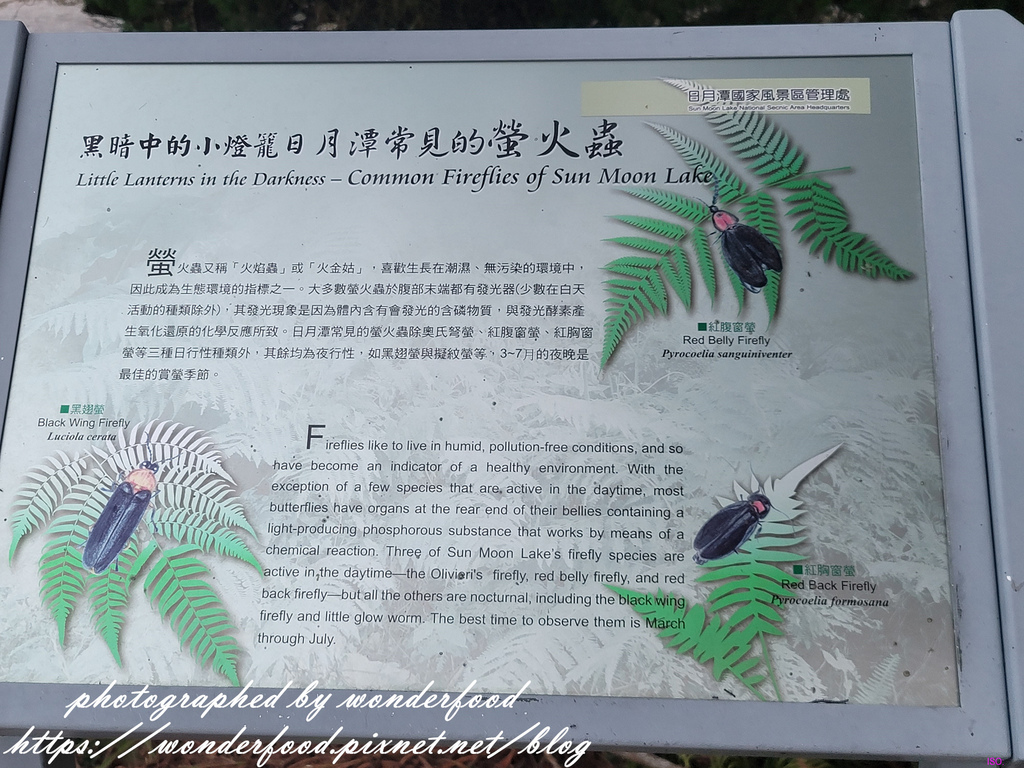 日月潭國家風景區管理處
Sun Moon Lake National Secnic Area Headquarters
黑暗中的小燈籠日月潭常見的螢火蟲
Little Lanterns in the Darkness – Common Fireflies of Sun Moon Lake
螢火蟲又稱「火焰蟲」或「火金姑」，喜歡生長在潮濕、無污染的環境中，
因此成為生態環境的指標之一。大多數螢火蟲於腹部末端都有發光器(少數在白天
活動的種類除外)，其發光現象是因為體內含有會發光的含磷物質，與發光酵素產
生氧化還原的化學反應所致。日月潭常見的螢火蟲除奧氏弩螢、紅腹窗螢、紅胸窗
螢等三種日行性種類外，其餘均為夜行性，如黑翅螢與擬紋螢等，3~7月的夜晚是
最佳的賞螢季節。
■紅腹窗螢
Red Belly Firefly
Pyrocoelia sanguiniventer
■黑翅螢
Black Wing Firefly
Luciola cerata
Fireflies like to live in humid, pollution-free conditions, and so
have become an indicator of a healthy environment. With the
exception of a few species that are active in the daytime, most
butterflies have organs at the rear end of their bellies containing a
light-producing phosphorous substance that works by means of a
chemical reaction. Three of Sun Moon Lake's firefly species are
active in the daytime—the Olivieri's firefly, red belly firefly, and red
back firefly—but all the others are nocturnal, including the black wing
firefly and little glow worm. The best time to observe them is March
through July.
■紅胸窗螢
Red Back Firefly
Pyrocoelia formosana
photographed by wonderfood
https://wonderfood.pixnet.net/blog